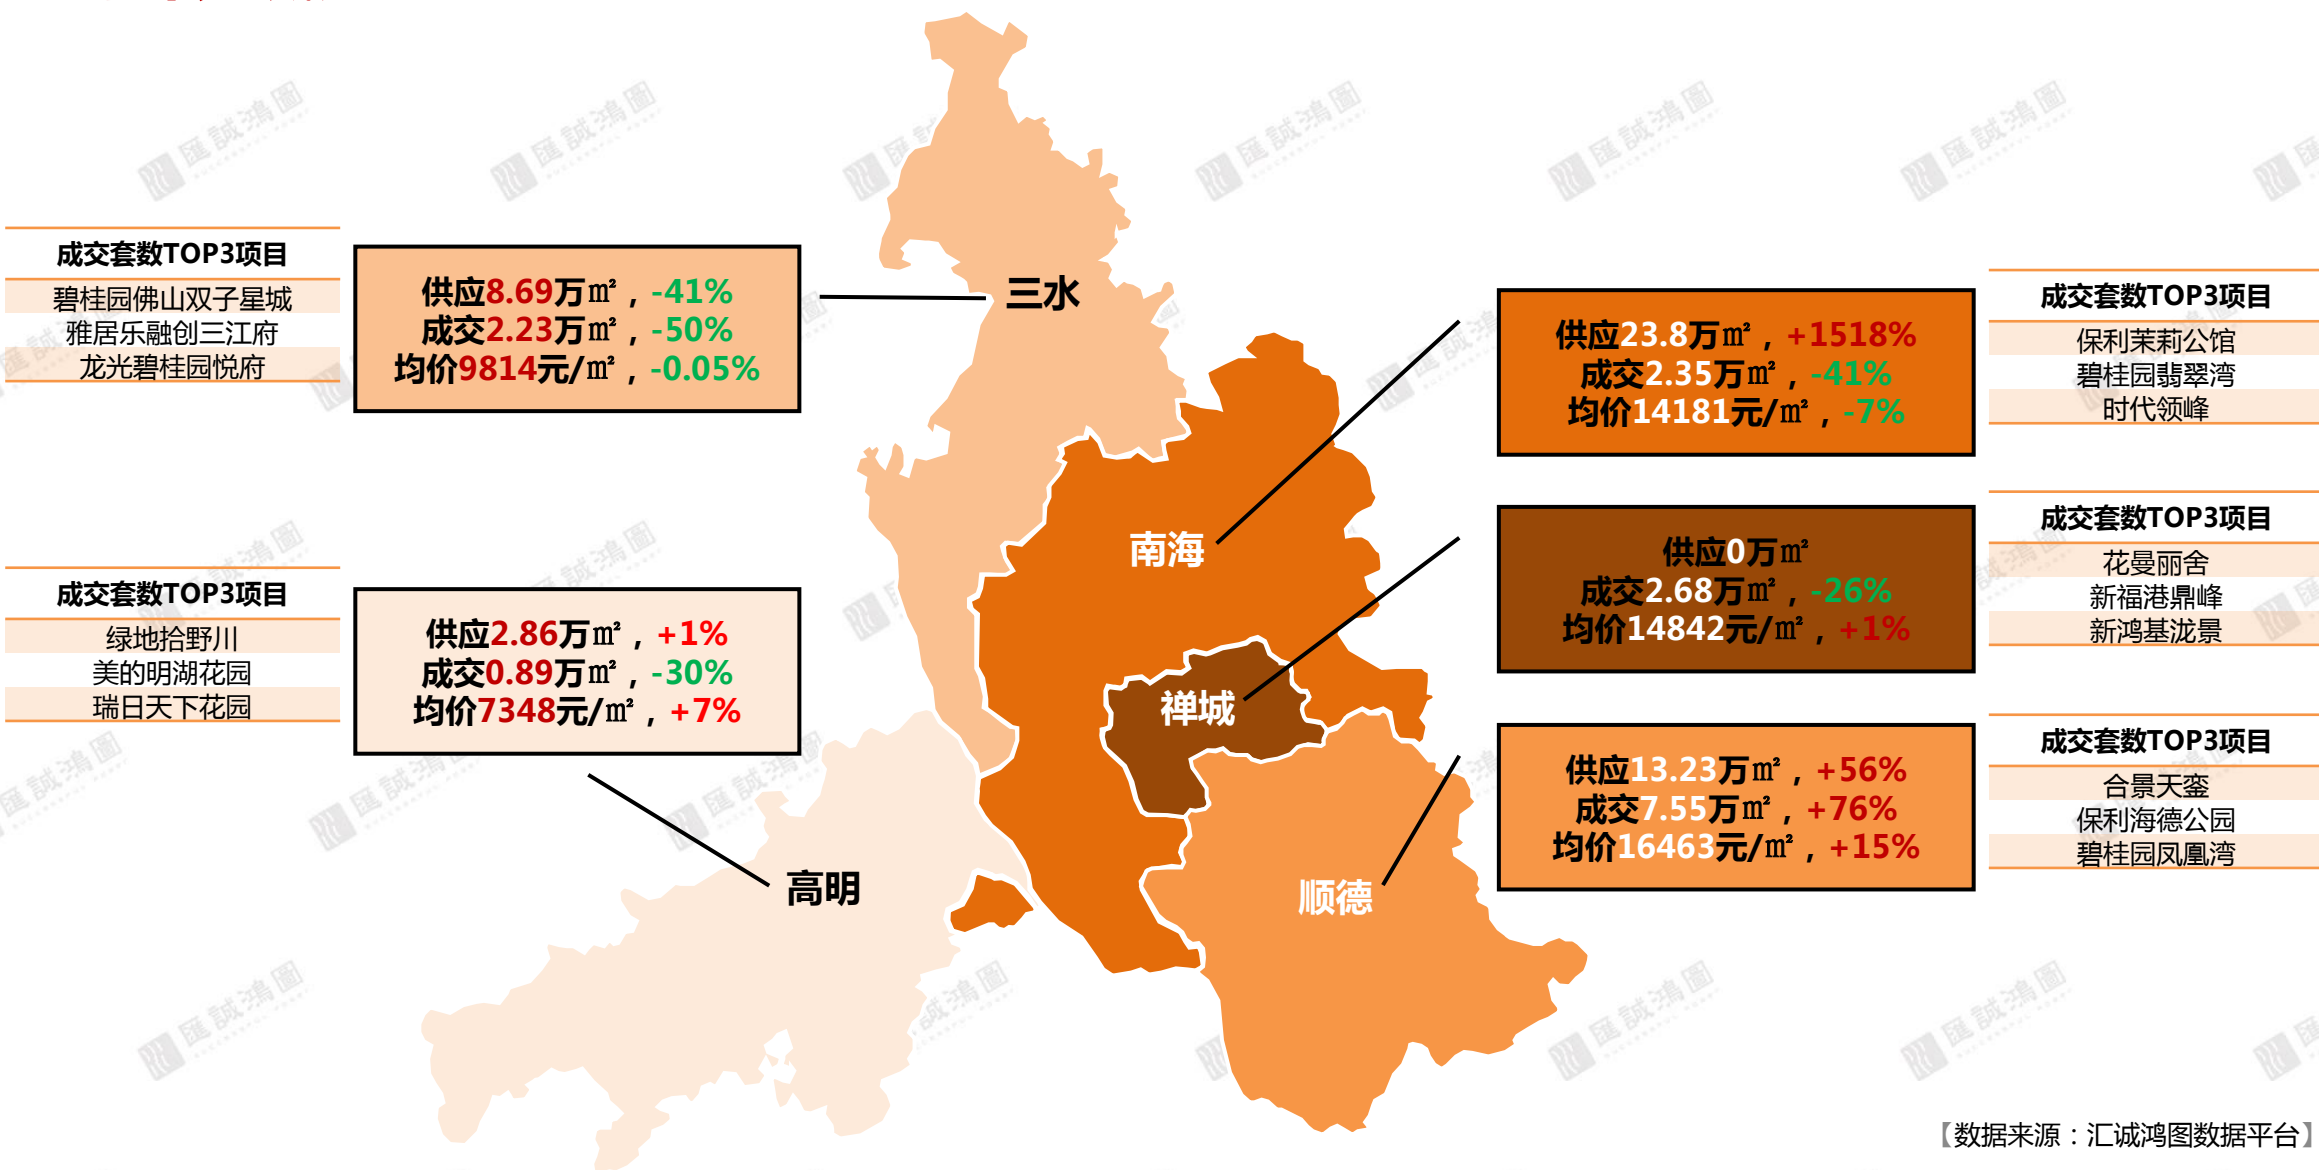 成交套数TOP3项目
碧桂园佛山双子星城
雅居乐融创三江府
龙光碧桂园悦府
供应8.69万㎡，-41%
成交2.23万㎡，-50%
均价9814元/㎡，-0.05%
三水
供应23.8万㎡，+1518%
成交2.35万㎡，-41%
均价14181元/㎡，-7%
成交套数TOP3项目
保利茉莉公馆
碧桂园翡翠湾
时代领峰
南海
供应0万㎡
成交2.68万㎡，-26%
均价14842元/㎡，+1%
成交套数TOP3项目
花曼丽舍
新福港鼎峰
新鸿基泷景
禅城
成交套数TOP3项目
绿地拾野川
美的明湖花园
瑞日天下花园
供应2.86万㎡，+1%
成交0.89万㎡，-30%
均价7348元/㎡，+7%
高明
供应13.23万㎡，+56%
成交7.55万㎡，+76%
均价16463元/㎡，+15%
成交套数TOP3项目
合景天銮
保利海德公园
碧桂园凤凰湾
顺德
【数据来源：汇诚鸿图数据平台】
匯誠鴻圖